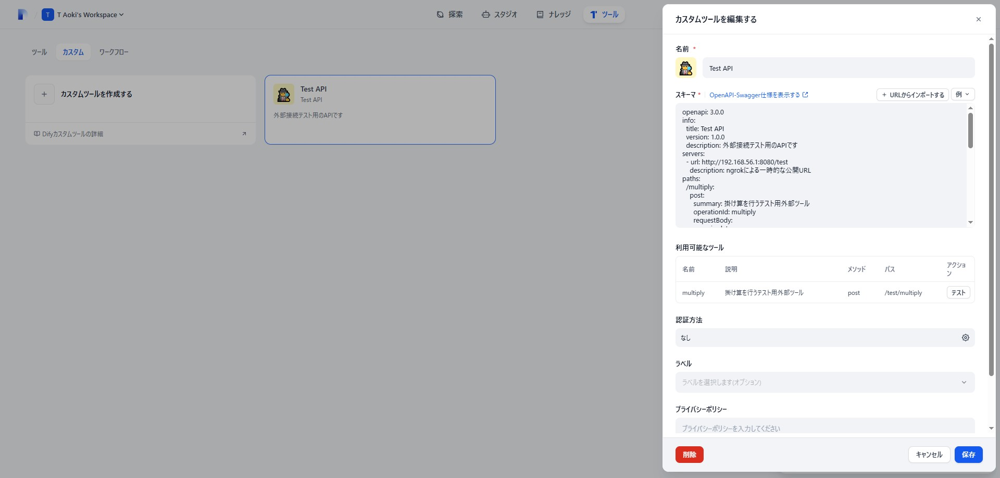 T
T Aoki's Workspace
探索
スタジオ
ナレッジ
ツール
ツール
カスタム
ワークフロー
カスタムツールを作成する
Difyカスタムツールの詳細
Test API
Test API
外部接続テスト用のAPIです
カスタムツールを編集する
名前 *
Test API
スキーマ *
OpenAPI-Swagger仕様を表示する
URLからインポートする
例
openapi: 3.0.0
info:
title: Test API
version: 1.0.0
description: 外部接続テスト用のAPIです
servers:
- url: http://192.168.56.1:8080/test
description: ngrokによる一時的な公開URL
paths:
/multiply:
post:
summary: 掛け算を行うテスト用外部ツール
operationId: multiply
requestBody:
利用可能なツール
名前 説明 メソッド パス アクション
multiply 掛け算を行うテスト用外部ツール post /test/multiply テスト
認証方法
なし
ラベル
ラベルを選択します(オプション)
プライバシーポリシー
プライバシーポリシーを入力してください
削除
キャンセル
保存